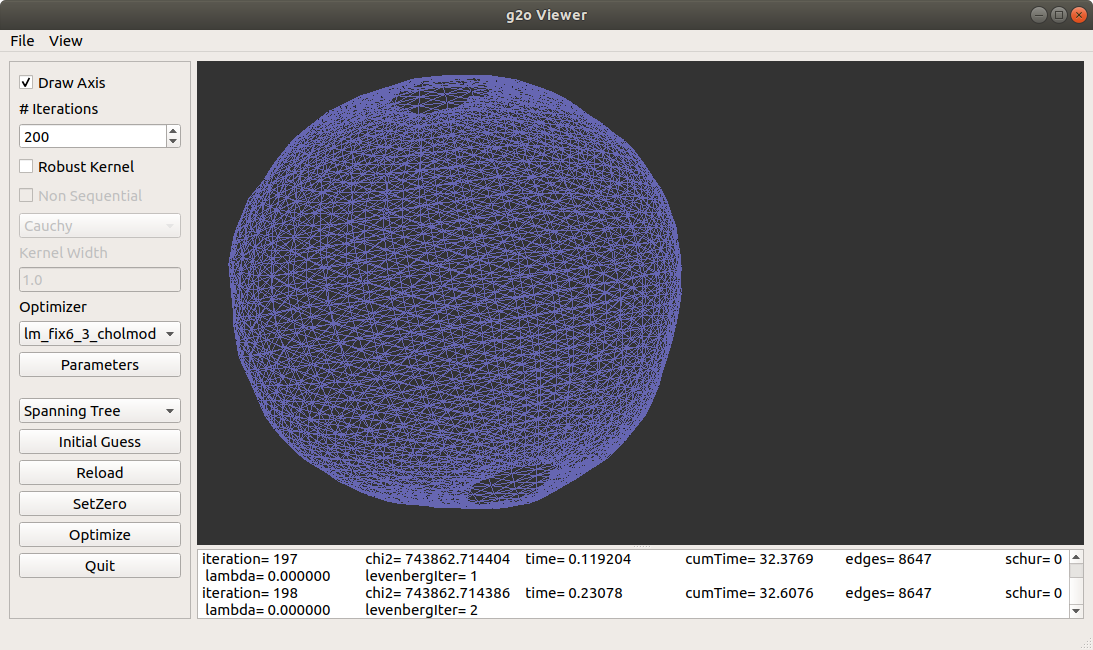 g2o Viewer
File View
Draw Axis
# Iterations
200
Robust Kernel
Non Sequential
Cauchy
Kernel Width
1.0
Optimizer
lm_fix6_3_cholmod
Parameters
Spanning Tree
Initial Guess
Reload
SetZero
Optimize
Quit
iteration= 197 chi2= 743862.714404 time= 0.119204 cumTime= 32.3769 edges= 8647 schur= 0
lambda= 0.000000 levenbergIter= 1
iteration= 198 chi2= 743862.714386 time= 0.23078 cumTime= 32.6076 edges= 8647 schur= 0
lambda= 0.000000 levenbergIter= 2